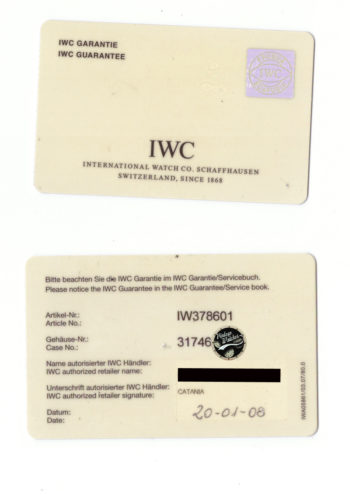 IWC GARANTIE
IWC GUARANTEE
IWC
IWC
INTERNATIONAL WATCH CO. SCHAFFHAUSEN
SWITZERLAND, SINCE 1868
Bitte beachten Sie die IWC Garantie im IWC Garantie/Servicebuch.
Please notice the IWC Guarantee in the IWC Guarantee/Service book.
Artikel-Nr.:
Article No.:
IW378601
Gehäuse-Nr.:
Case No.:
31746
Name autorisierter IWC Händler:
IWC authorized retailer name:
Unterschrift autorisierter IWC Händler:
IWC authorized retailer signature:
CATANIA
Datum:
Date:
20-01-08